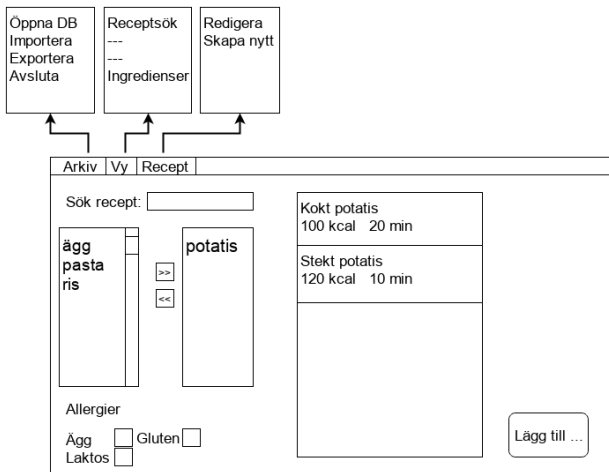 Öppna DB
Importera
Exportera
Avsluta
Receptsök
---
---
Ingredienser
Redigera
Skapa nytt
Arkiv Vy Recept
Sök recept:
ägg
pasta
ris
>>
<<
potatis
Kokt potatis
100 kcal 20 min
Stekt potatis
120 kcal 10 min
Allergier
Ägg Gluten
Laktos
Lägg till ...